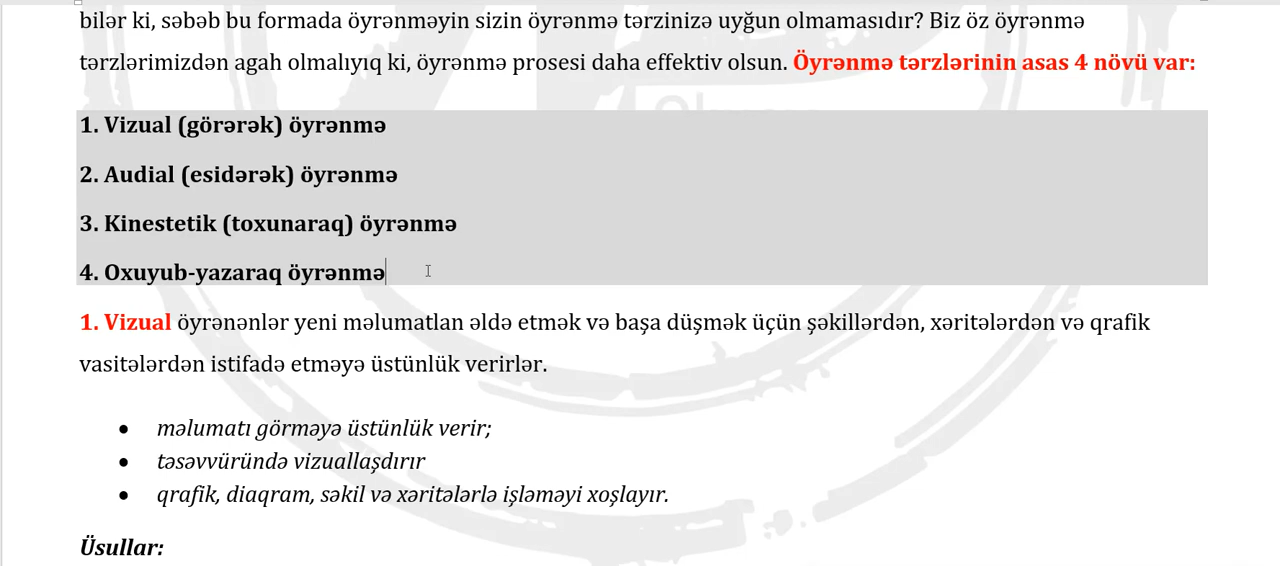 bilər ki, səbəb bu formada öyrənməyin sizin öyrənmə tərzinizə uyğun olmamasıdır? Biz öz öyrənmə
tərzlərimizdən agah olmalıyıq ki, öyrənmə prosesi daha effektiv olsun. Öyrənmə tərzlərinin asas 4 növü var:
1. Vizual (görərək) öyrənmə
2. Audial (esidərək) öyrənmə
3. Kinestetik (toxunaraq) öyrənmə
4. Oxuyub-yazaraq öyrənmə
1. Vizual öyrənənlər yeni məlumatlan əldə etmək və başa düşmək üçün şəkillərdən, xəritələrdən və qrafik
vasitələrdən istifadə etməyə üstünlük verirlər.
• məlumatı görməyə üstünlük verir;
• təsəvvüründə vizuallaşdırır
• qrafik, diaqram, səkil və xəritələrlə işləməyi xoşlayır.
Üsullar: